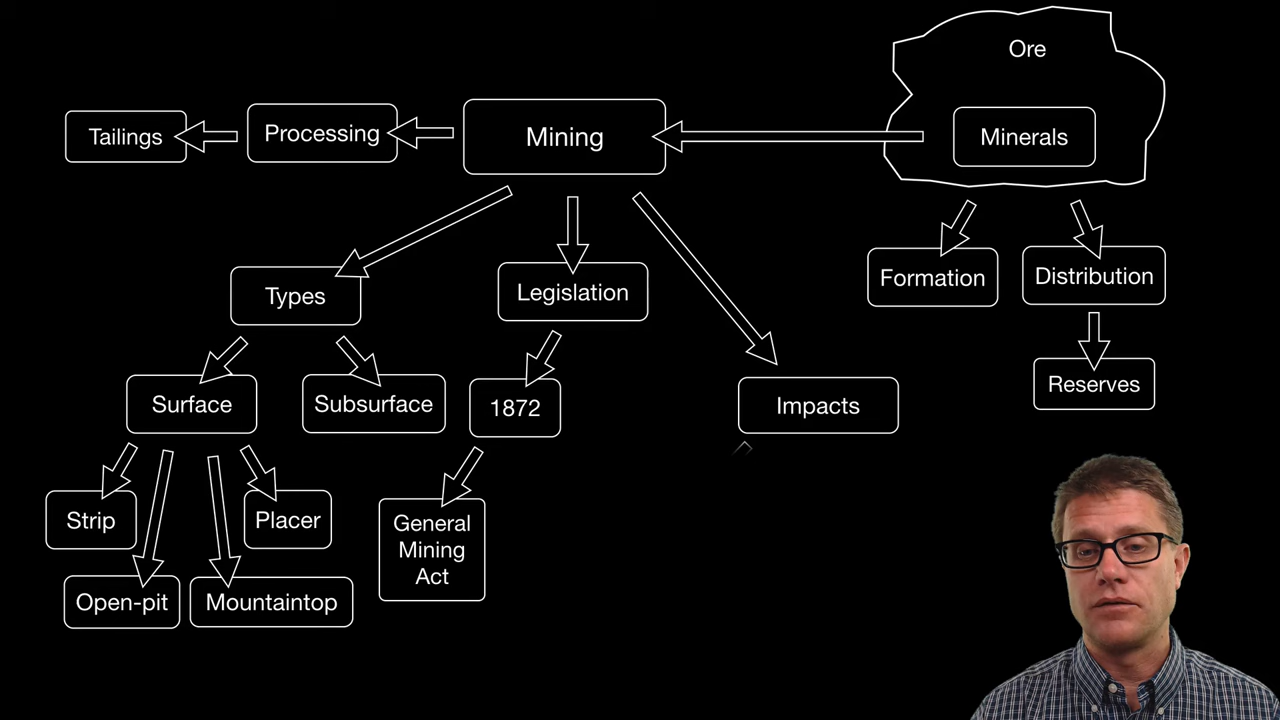 Ore
Tailings
Processing
Mining
Minerals
Types
Legislation
Formation
Distribution
Surface
Subsurface
1872
Impacts
Reserves
Strip
Placer
General
Mining
Act
Open-pit
Mountaintop